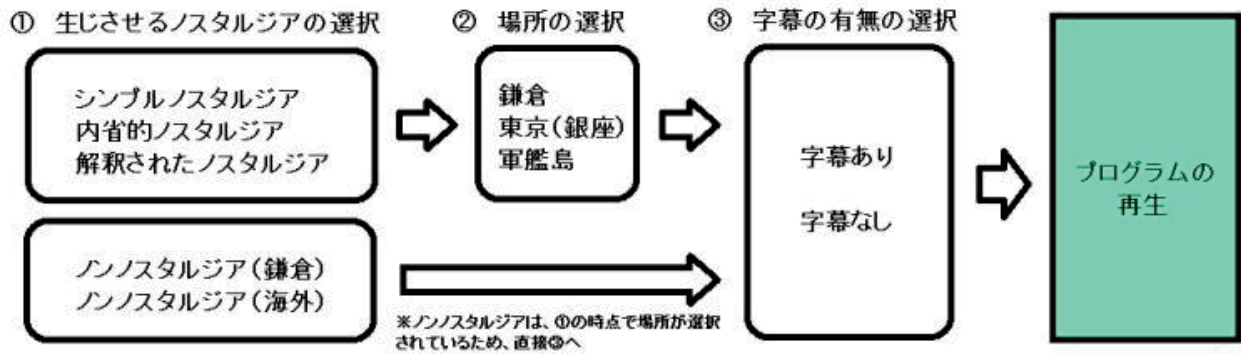 ① 生じさせるノスタルジアの選択
② 場所の選択
③ 字幕の有無の選択
シンプルノスタルジア
内省的ノスタルジア
解釈されたノスタルジア
鎌倉
東京(銀座)
軍艦島
字幕あり
字幕なし
プログラムの
再生
ノンノスタルジア(鎌倉)
ノンノスタルジア(海外)
※ノンノスタルジアは、①の時点で場所が選択
されているため、直接③へ